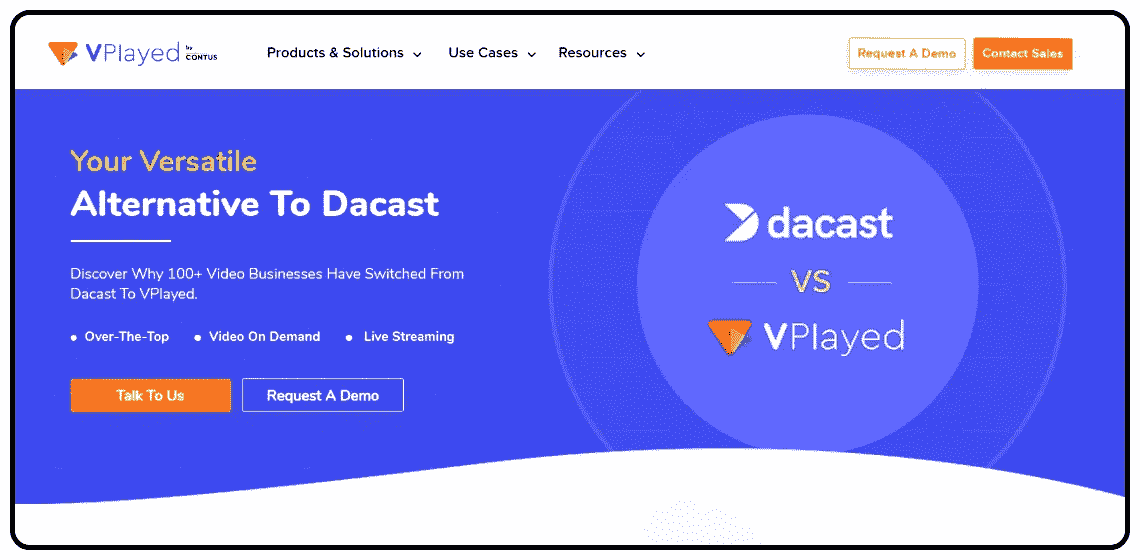 VPlayed by CONTUS
Products & Solutions
Use Cases
Resources
Request A Demo
Contact Sales
Your Versatile
Alternative To Dacast
Discover Why 100+ Video Businesses Have Switched From
Dacast To VPlayed.
• Over-The-Top • Video On Demand • Live Streaming
Talk To Us
Request A Demo
dacast
VS
VPlayed